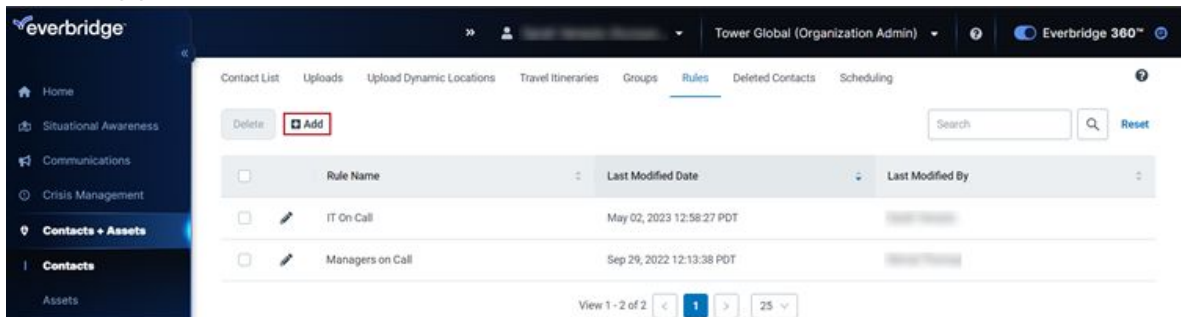 everbridge
» Tower Global (Organization Admin) Everbridge 360™
«
Home
Situational Awareness
Communications
Crisis Management
Contacts + Assets
Contacts
Assets
Contact List Uploads Upload Dynamic Locations Travel Itineraries Groups Rules Deleted Contacts Scheduling
Delete Add Search Reset
Rule Name Last Modified Date Last Modified By
IT On Call May 02, 2023 12:58:27 PDT
Managers on Call Sep 29, 2022 12:13:38 PDT
View 1 - 2 of 2 < 1 > 25